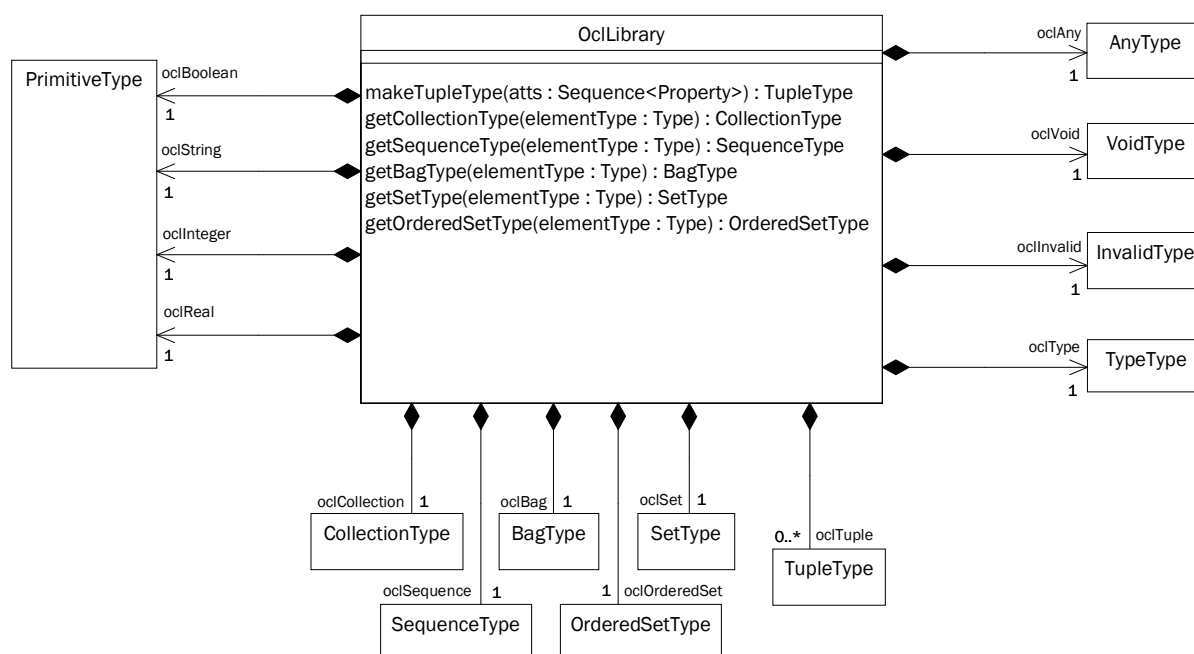 OclLibrary
makeTupleType(atts : Sequence<Property>) : TupleType
getCollectionType(elementType : Type) : CollectionType
getSequenceType(elementType : Type) : SequenceType
getBagType(elementType : Type) : BagType
getSetType(elementType : Type) : SetType
getOrderedSetType(elementType : Type) : OrderedSetType
PrimitiveType
oclBoolean
1
oclString
1
oclInteger
1
oclReal
1
oclAny
1
AnyType
oclVoid
1
VoidType
oclInvalid
1
InvalidType
oclType
1
TypeType
oclCollection 1
CollectionType
oclBag 1
BagType
oclSet 1
SetType
0..* oclTuple
TupleType
oclSequence 1
SequenceType
1 oclOrderedSet
OrderedSetType